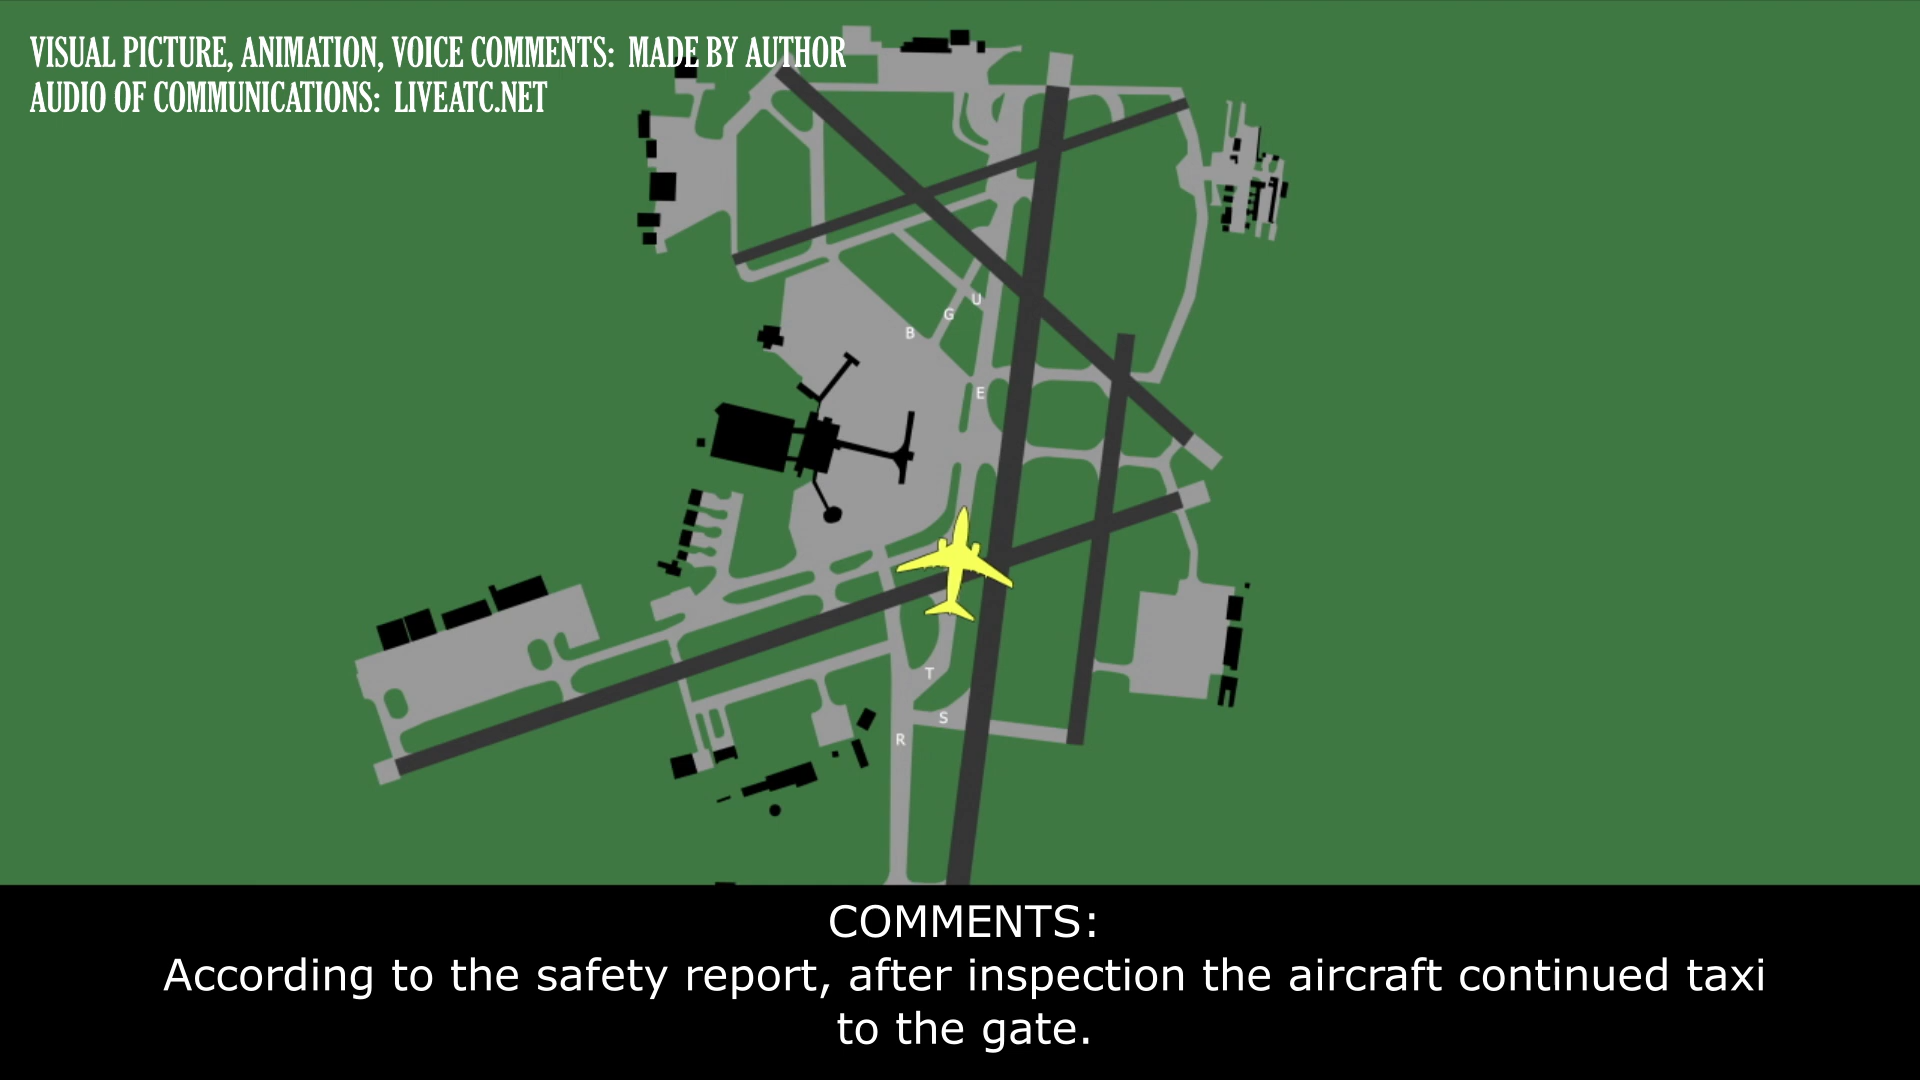 VISUAL PICTURE, ANIMATION, VOICE COMMENTS: MADE BY AUTHOR
AUDIO OF COMMUNICATIONS: LIVEATC.NET
U
G
B
E
T
S
R
COMMENTS:
According to the safety report, after inspection the aircraft continued taxi
to the gate.